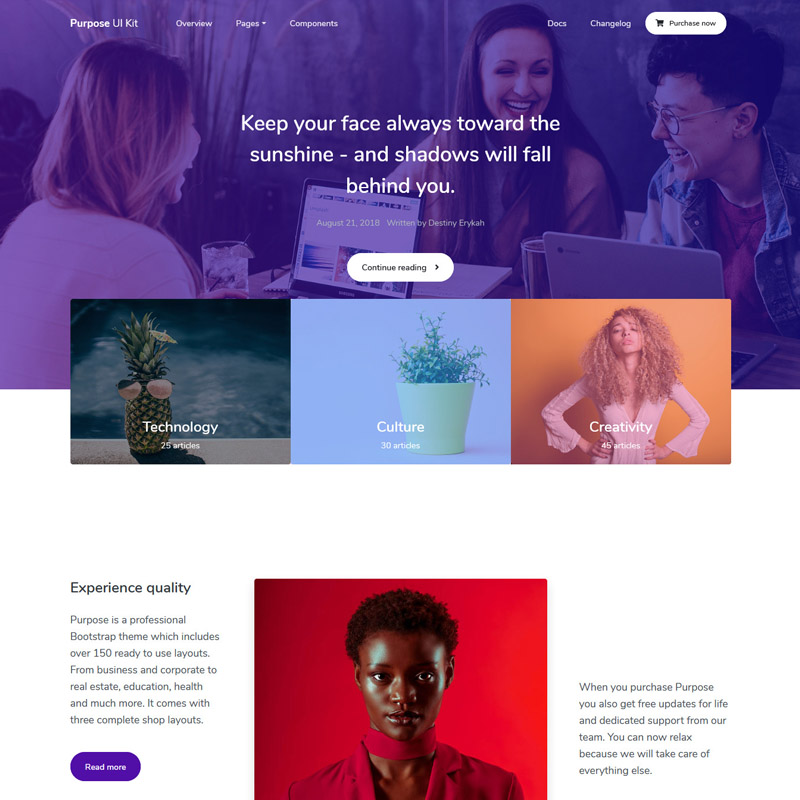 Purpose UI Kit Overview Pages Components Docs Changelog Purchase now
Keep your face always toward the
sunshine - and shadows will fall
behind you.
August 21, 2018 Written by Destiny Erykah
Continue reading
Technology
25 articles
Culture
30 articles
Creativity
45 articles
Experience quality
Purpose is a professional
Bootstrap theme which includes
over 150 ready to use layouts.
From business and corporate to
real estate, education, health
and much more. It comes with
three complete shop layouts.
Read more
When you purchase Purpose
you also get free updates for life
and dedicated support from our
team. You can now relax
because we will take care of
everything else.